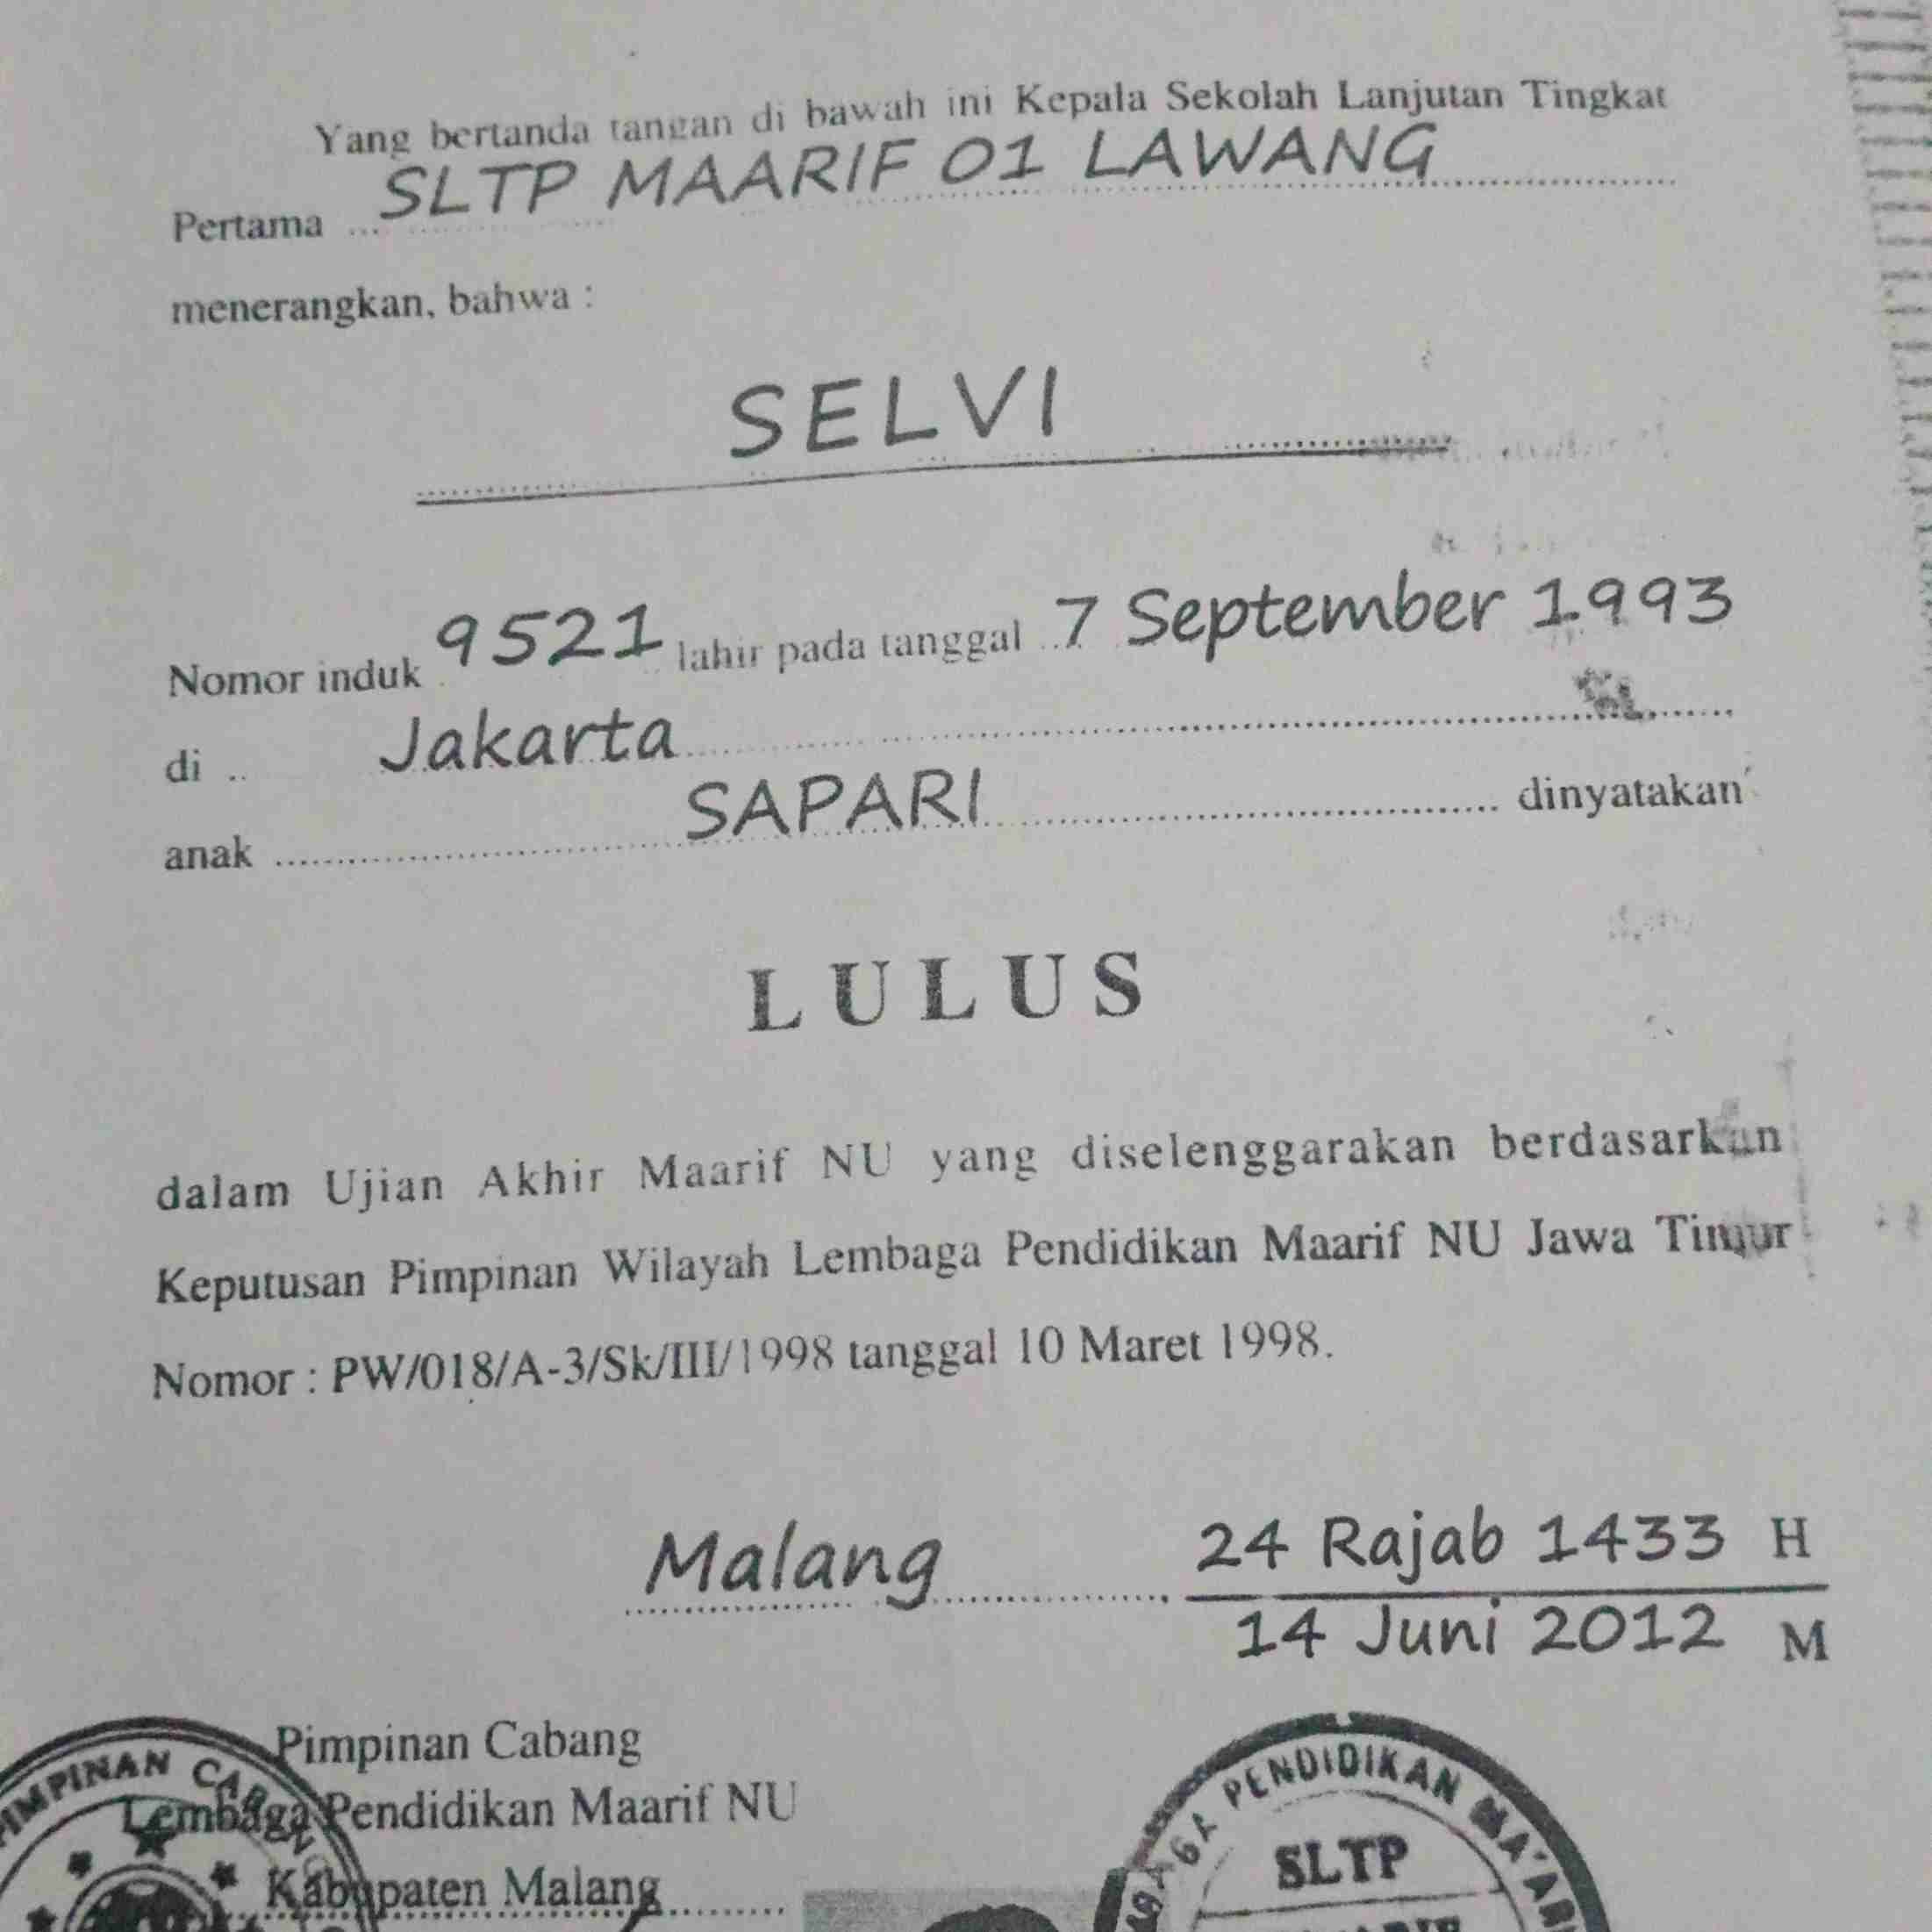 Yang bertanda tangan di bawah ini Kepala Sekolah Lanjutan Tingkat
Pertama ... SLTP MAARIF 01 LAWANG
menerangkan, bahwa :
SELVI
Nomor induk 9521 lahir pada tanggal 7 September 1993
di .. Jakarta
anak SAPARI dinyatakan
LULUS
dalam Ujian Akhir Maarif NU yang diselenggarakan berdasarkan
Keputusan Pimpinan Wilayah Lembaga Pendidikan Maarif NU Jawa Timur
Nomor : PW/018/A-3/Sk/III/1998 tanggal 10 Maret 1998.
Malang 24 Rajab 1433 H
14 Juni 2012 M
Pimpinan Cabang
Lembaga Pendidikan Maarif NU
Kabupaten Malang
PIMPINAN CABANG
PENDIDIKAN MA'ARI
SLTP